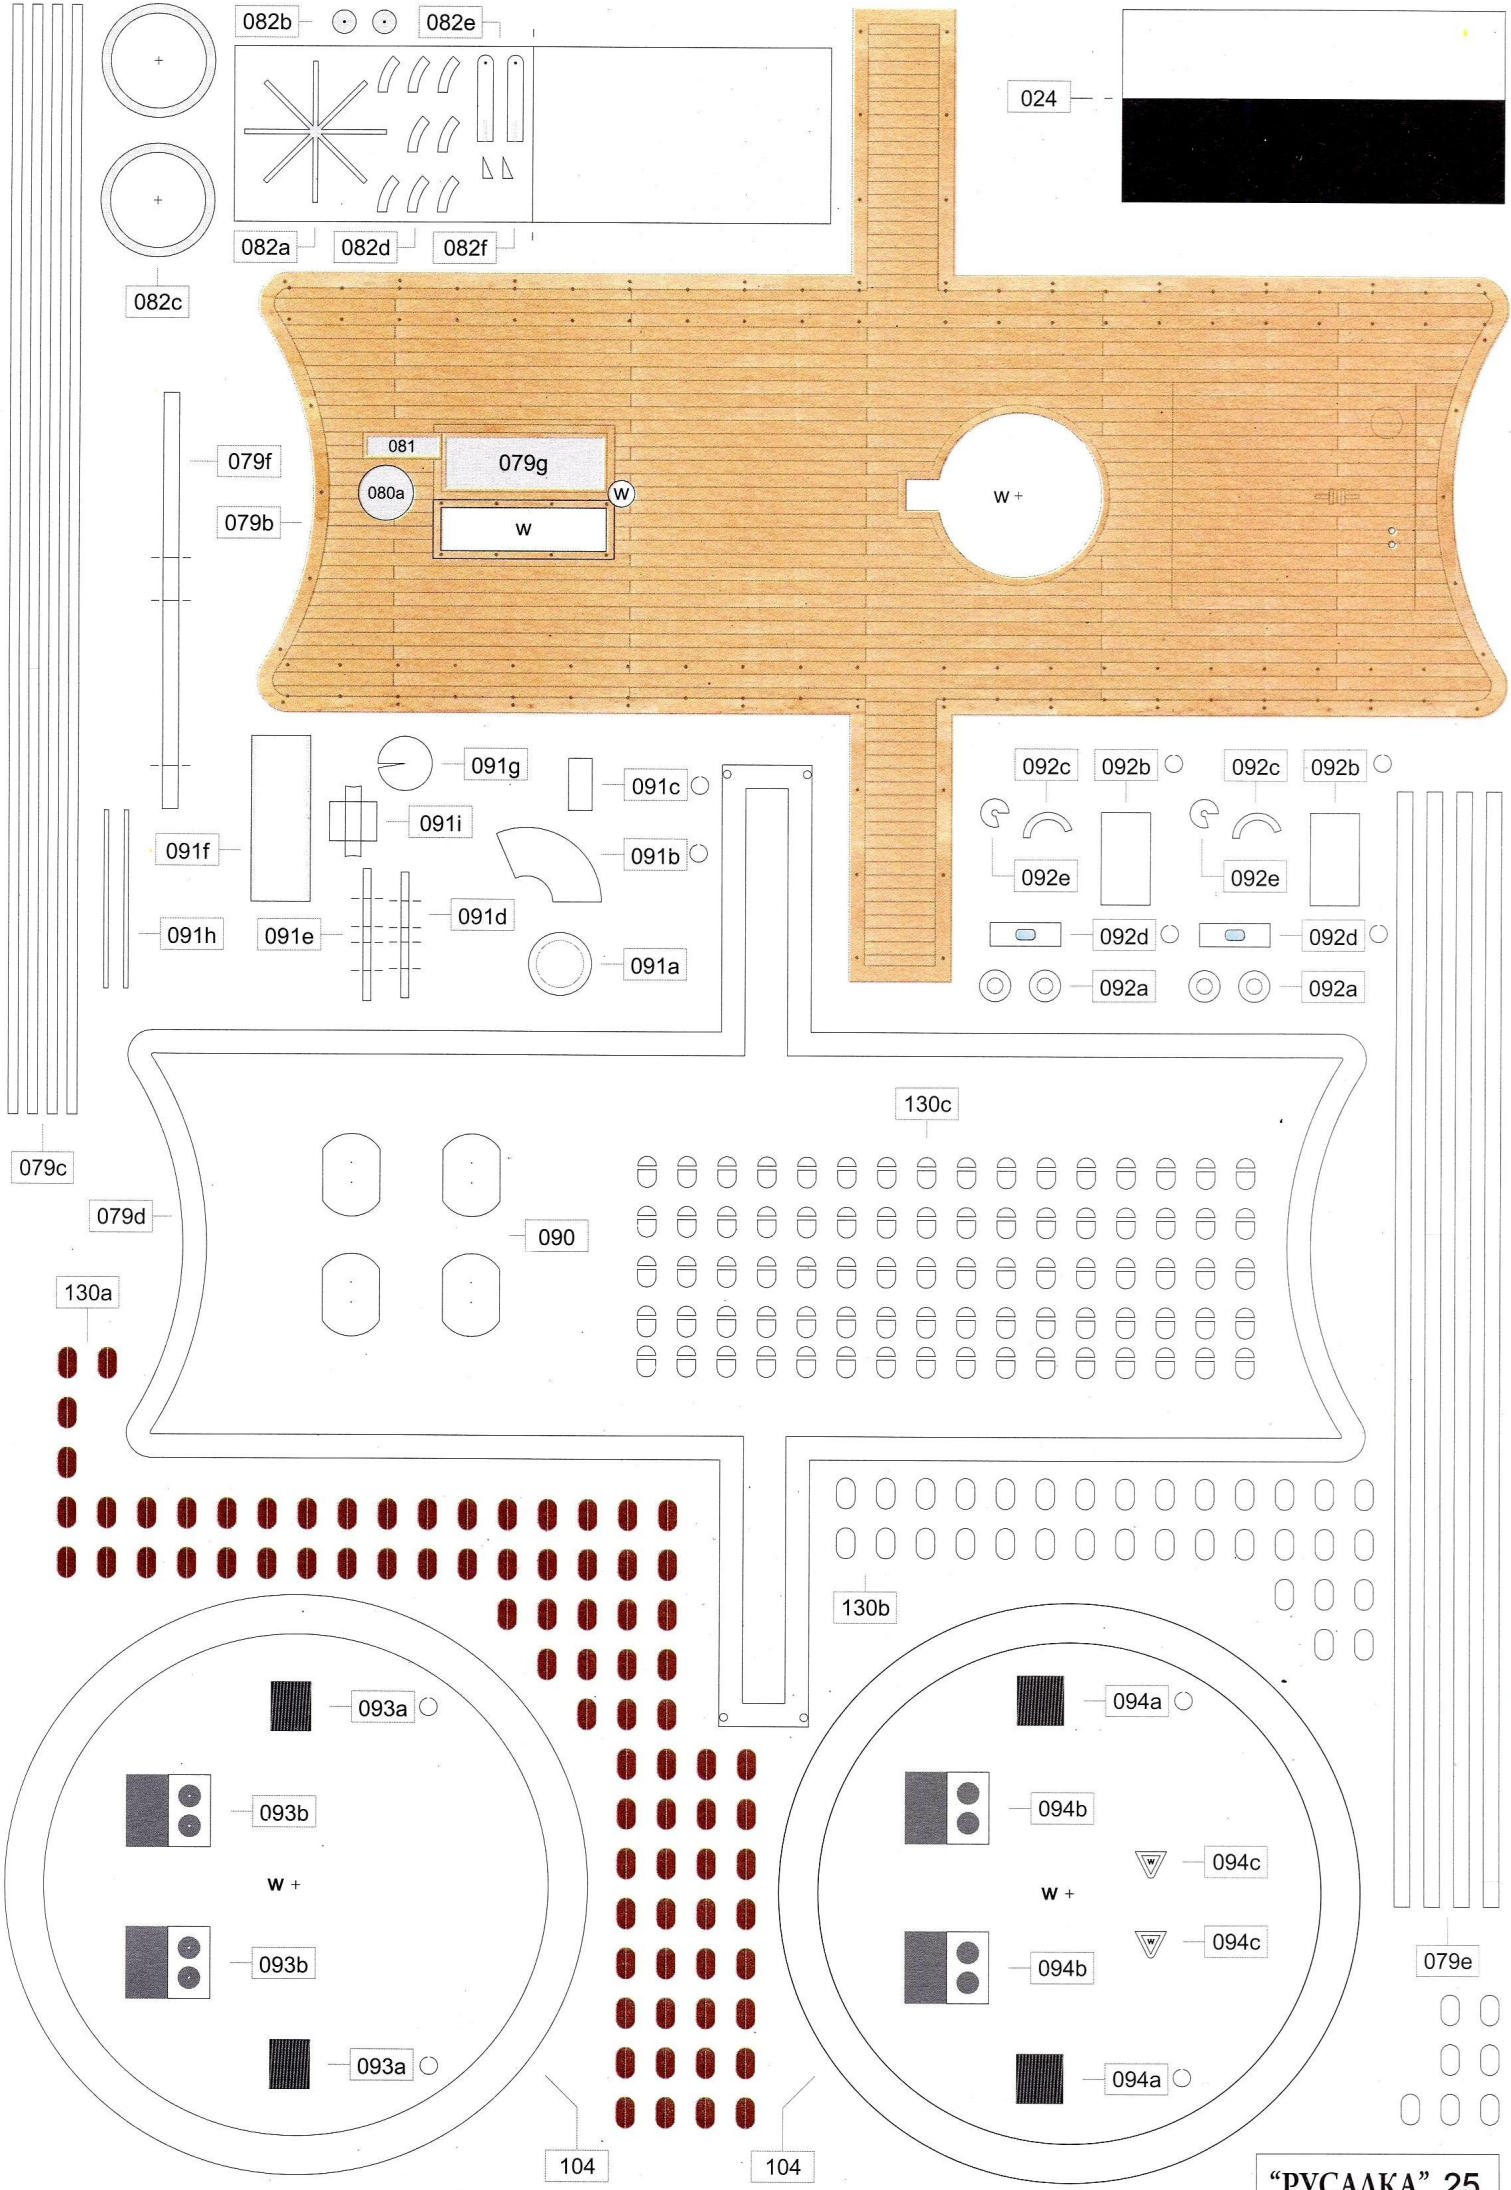 082b
082e
024
082a
082d
082f
082c
079f
081
079g
080a
W
079b
W
W +
091g
091c
091i
091b
091f
091d
091h
091e
091a
092c
092b
092c
092b
092e
092e
092d
092d
092a
092a
130c
079c
079d
090
130a
130b
093a
094a
093b
094b
094c
W
W +
W +
094c
W
093b
094b
079e
093a
094a
104
104
“РУСАЛКА” 25